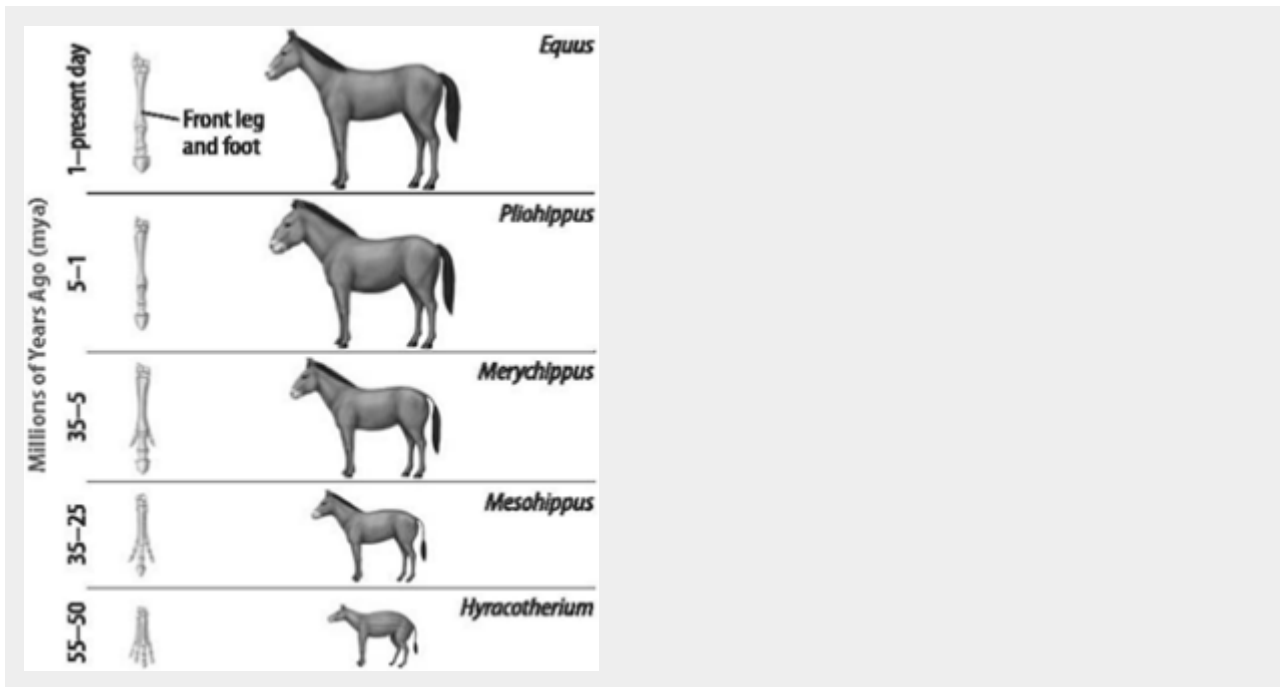 Equus
1–present day
Front leg
and foot
Pliohippus
5–1
Millions of Years Ago (mya)
Merychippus
35–5
Mesohippus
35–25
Hyracotherium
55–50